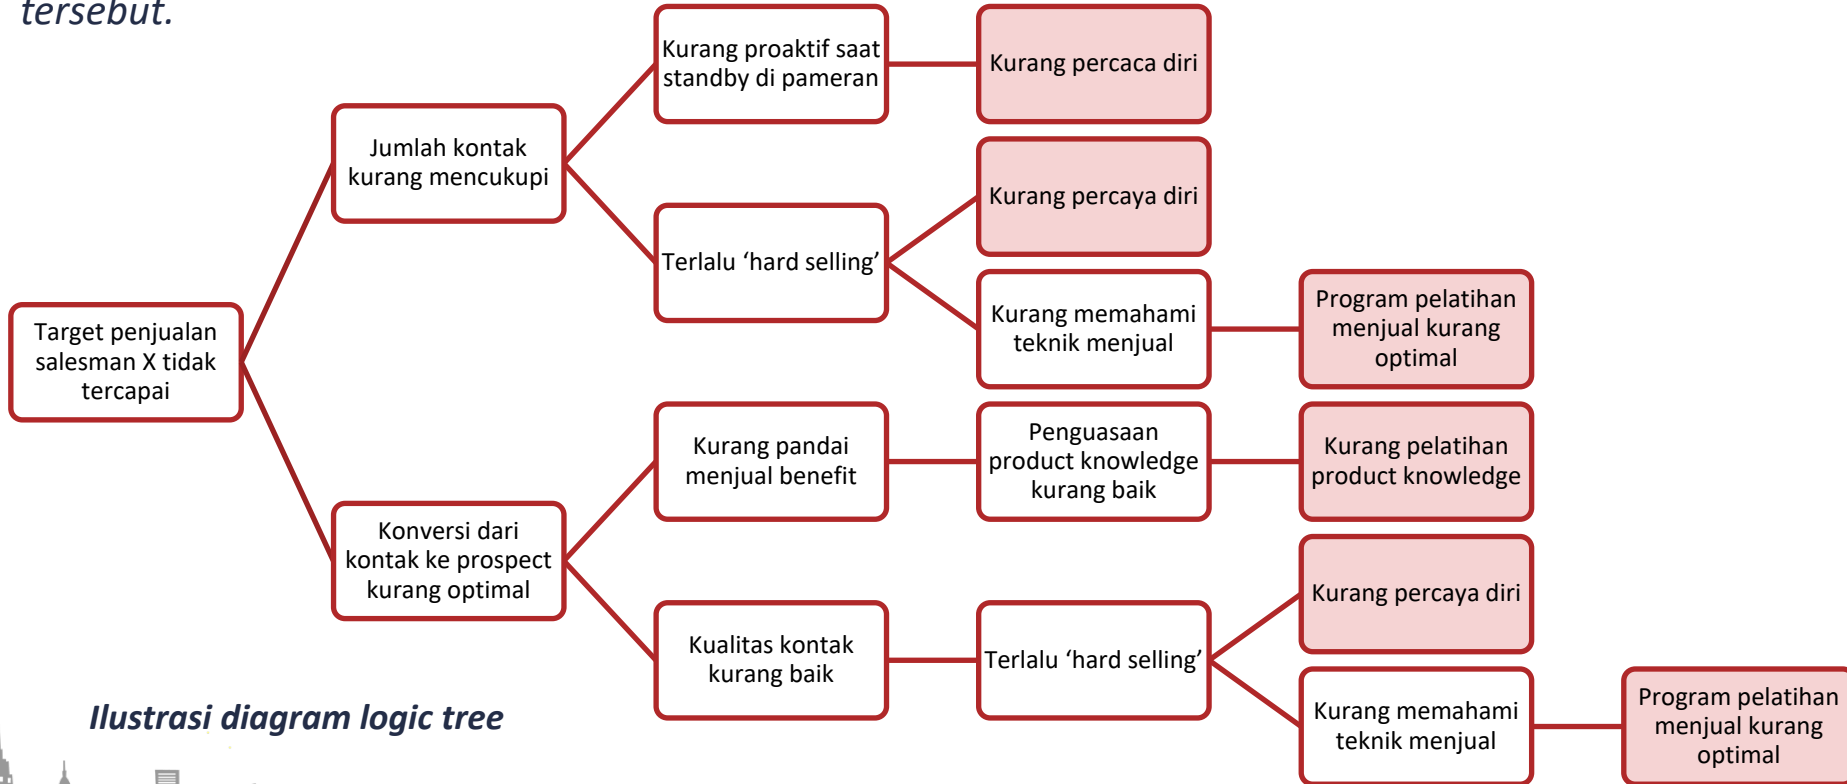 tersebut.
Kurang proaktif saat
standby di pameran
Kurang percaca diri
Jumlah kontak
kurang mencukupi
Kurang percaya diri
Terlalu ‘hard selling’
Kurang memahami
teknik menjual
Program pelatihan
menjual kurang
optimal
Target penjualan
salesman X tidak
tercapai
Kurang pandai
menjual benefit
Penguasaan
product knowledge
kurang baik
Kurang pelatihan
product knowledge
Konversi dari
kontak ke prospect
kurang optimal
Kualitas kontak
kurang baik
Terlalu ‘hard selling’
Kurang percaya diri
Kurang memahami
teknik menjual
Program pelatihan
menjual kurang
optimal
Ilustrasi diagram logic tree